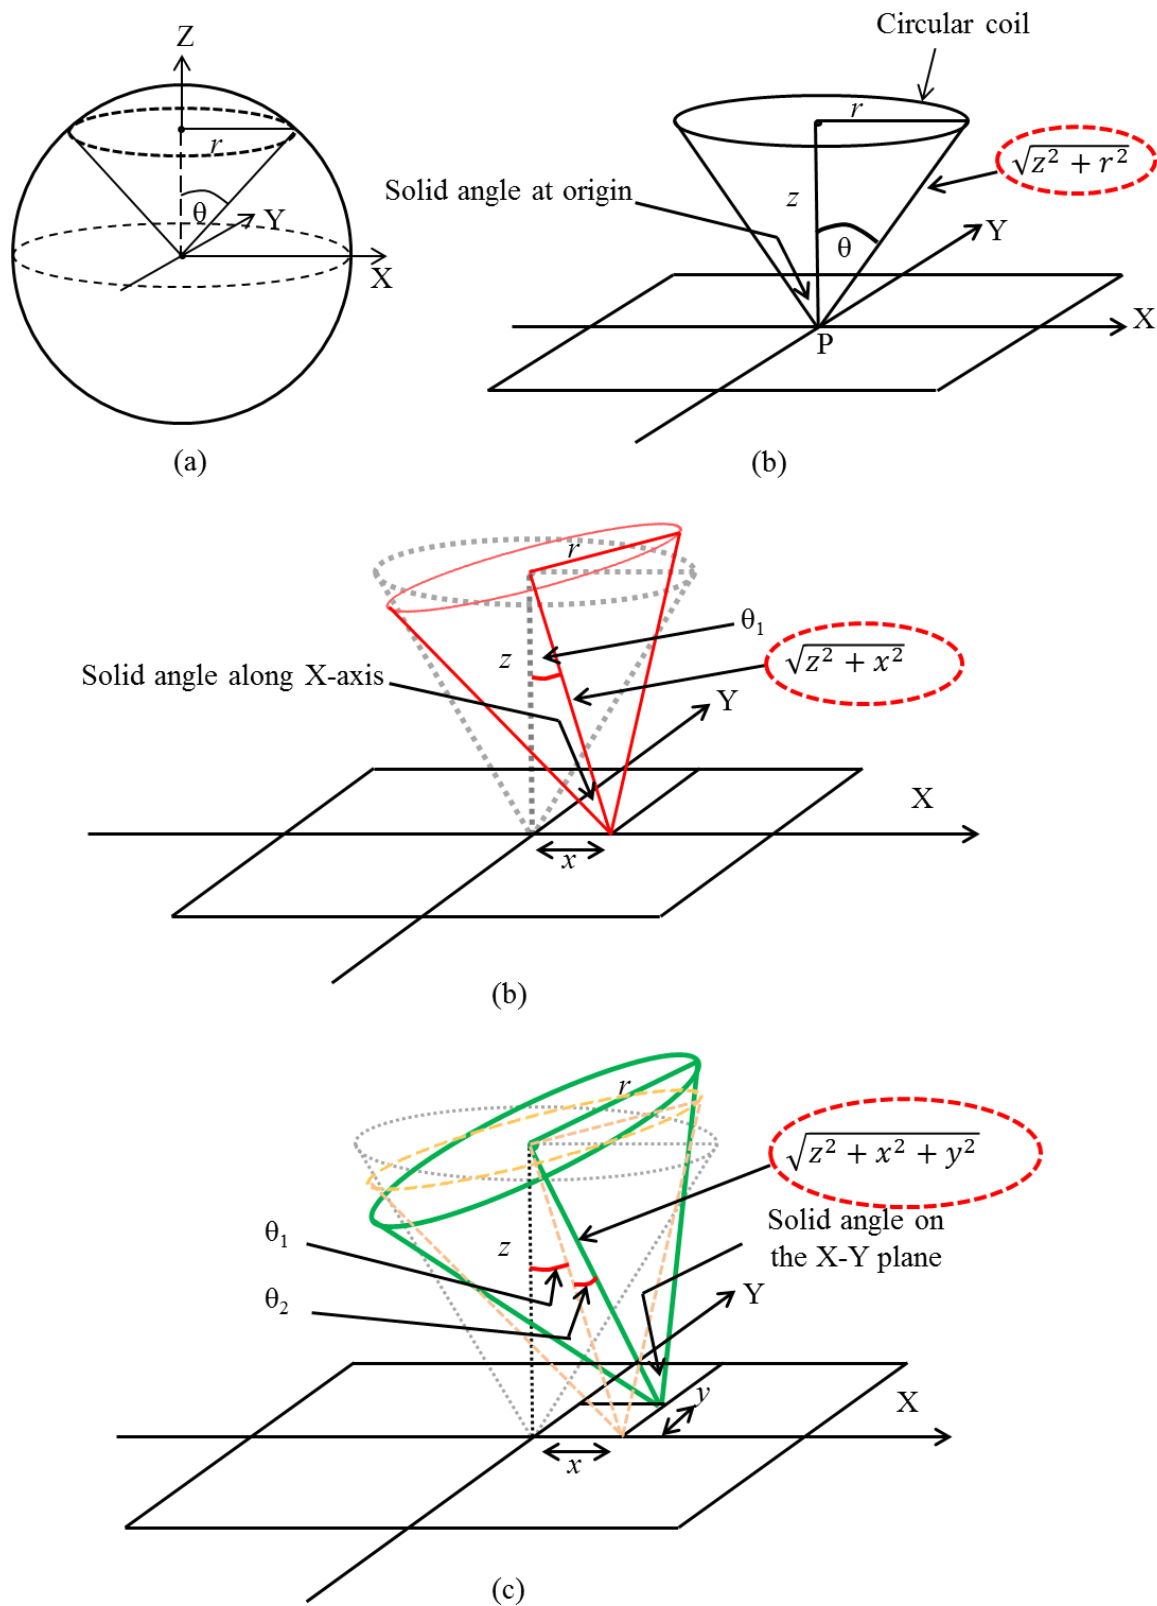 Z
r
θ
Y
X
(a)
Circular coil
r
√z² + r²
Solid angle at origin
z
Y
θ
X
P
(b)
r
θ₁
z
√z² + x²
Solid angle along X-axis
Y
X
x
(b)
r
√z² + x² + y²
Solid angle on
the X-Y plane
θ₁
z
θ₂
Y
y
X
x
(c)